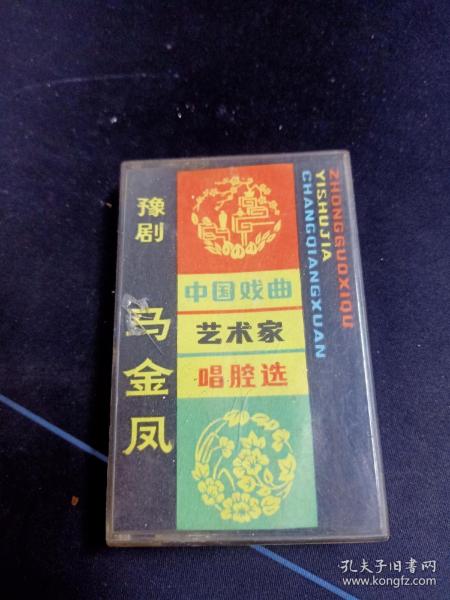 豫剧
马金凤
中国戏曲
艺术家
唱腔选
ZHONGGUOXIQU
YISHUJIA
CHANGQIANGXUAN
孔夫子旧书网
www.kongfz.com